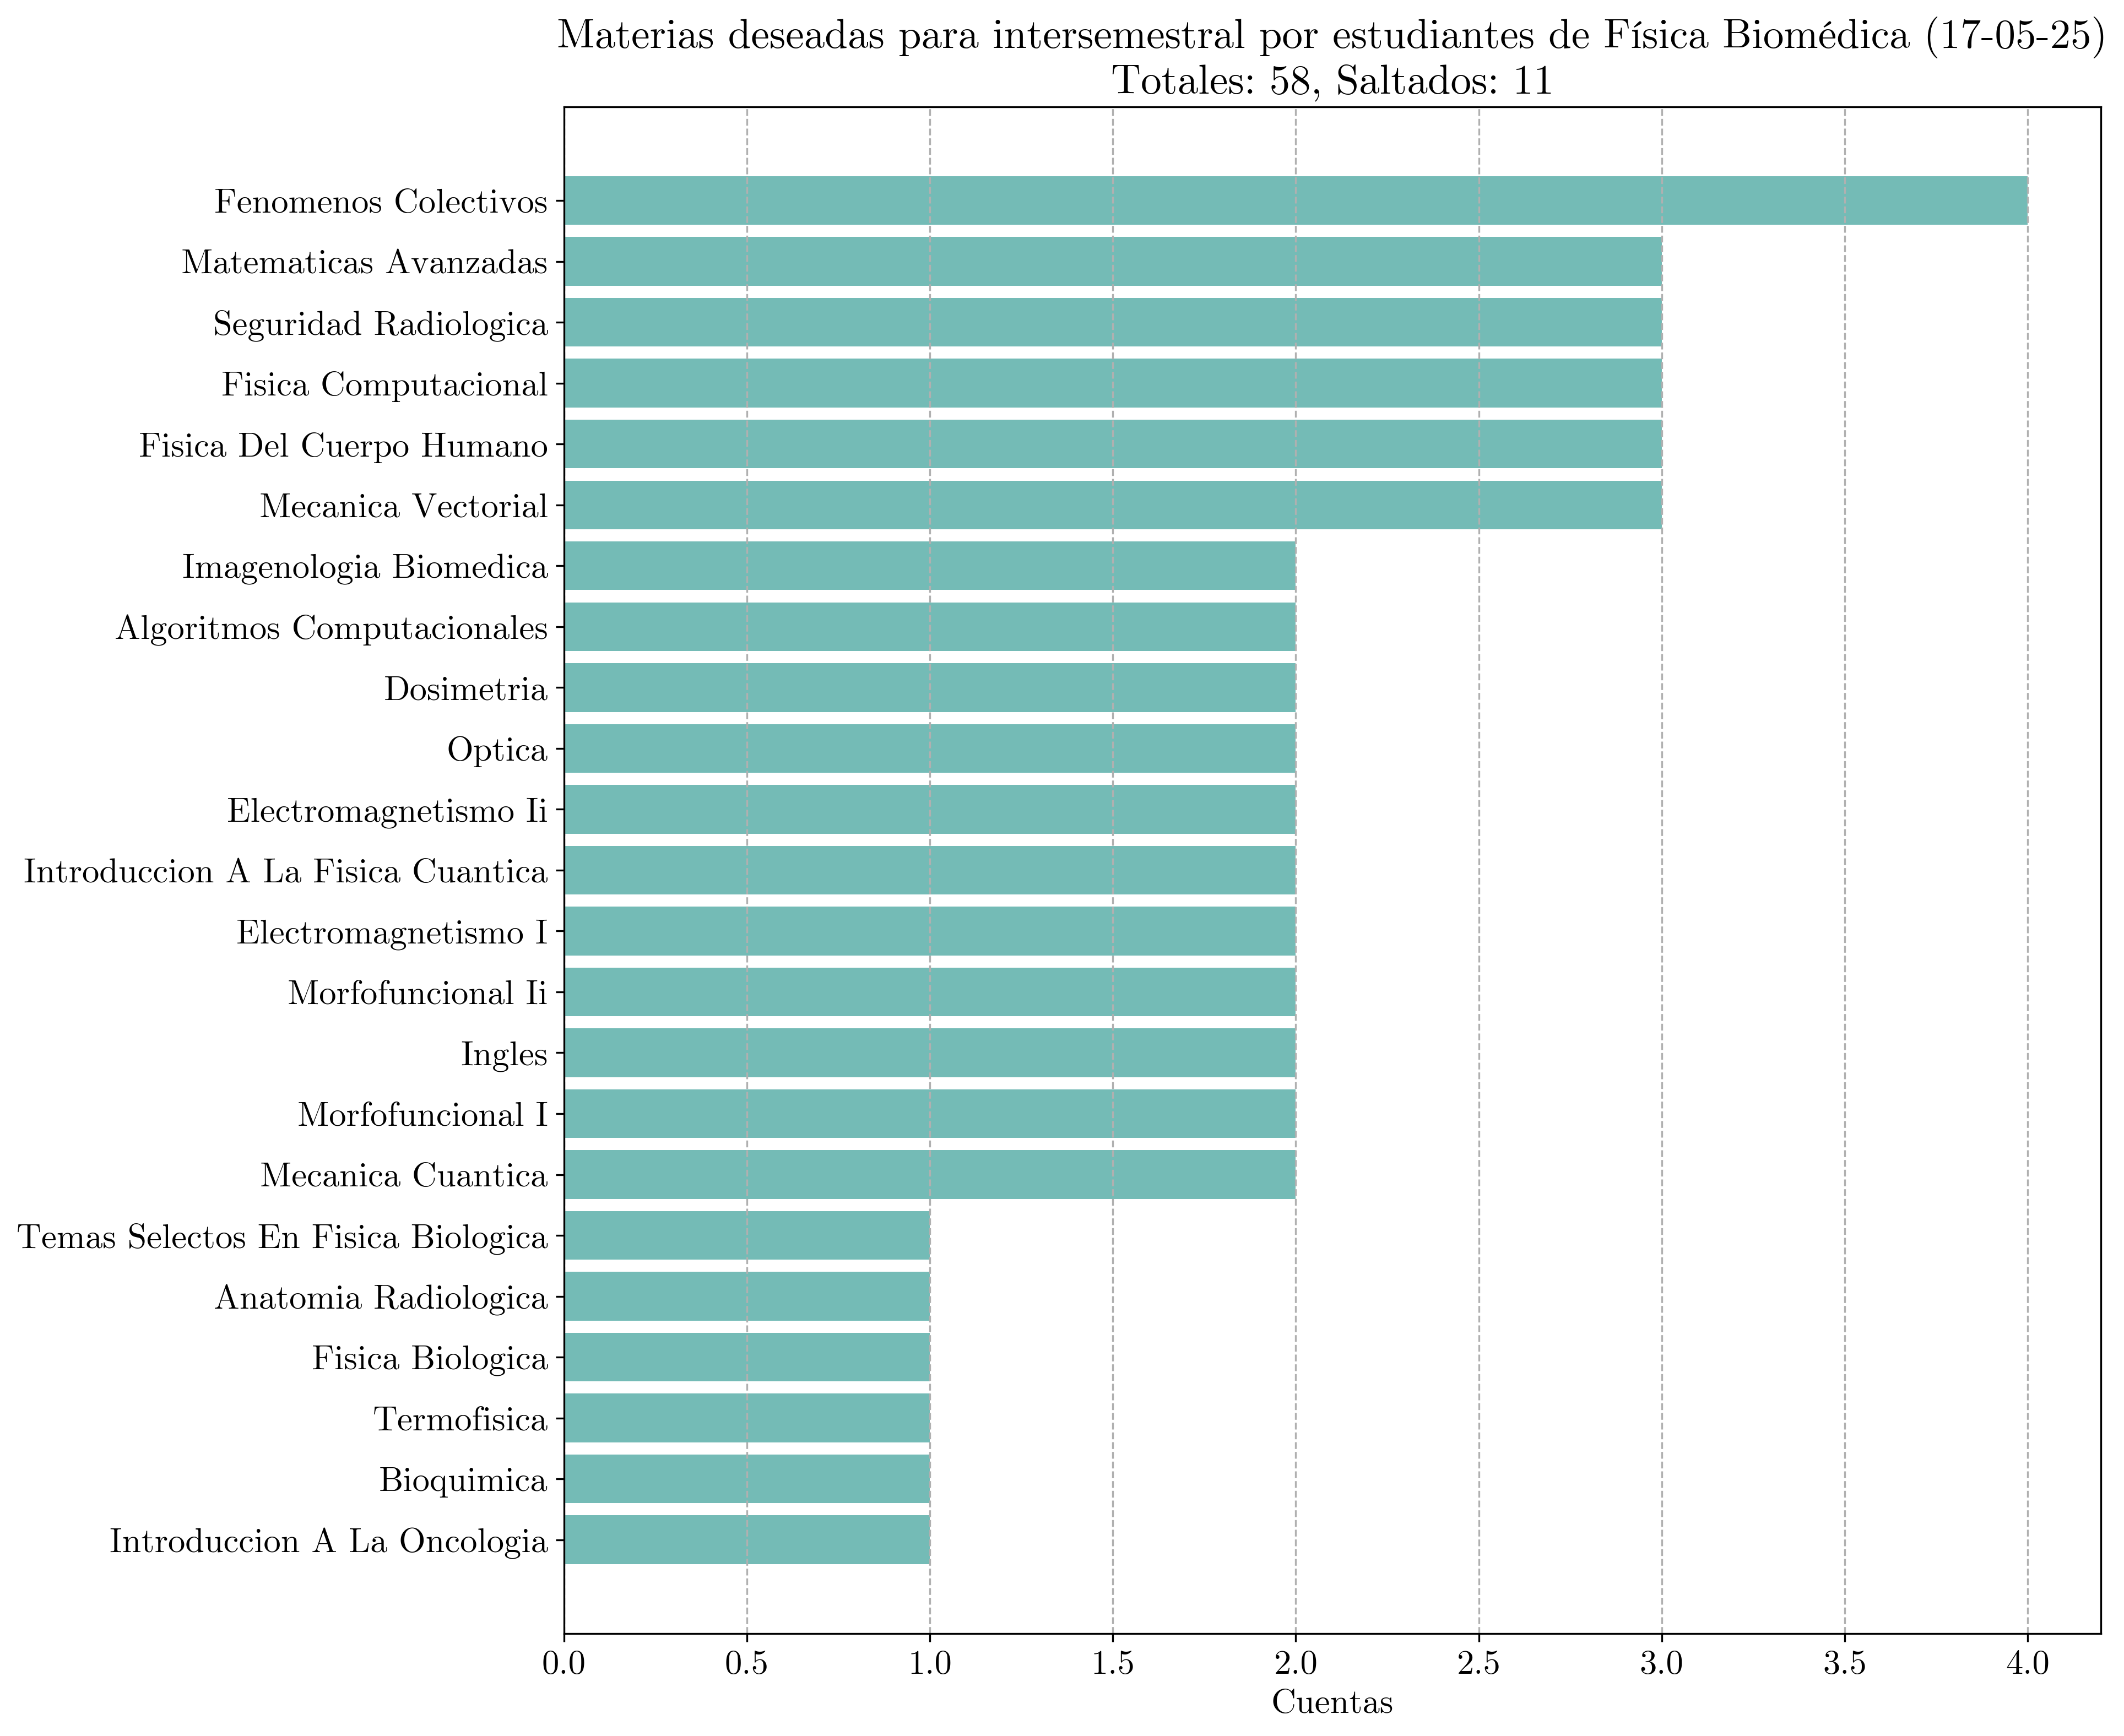 Materias deseadas para intersemestral por estudiantes de Física Biomédica (17-05-25)
Totales: 58, Saltados: 11
Fenomenos Colectivos
Matematicas Avanzadas
Seguridad Radiologica
Fisica Computacional
Fisica Del Cuerpo Humano
Mecanica Vectorial
Imagenologia Biomedica
Algoritmos Computacionales
Dosimetria
Optica
Electromagnetismo Ii
Introduccion A La Fisica Cuantica
Electromagnetismo I
Morfofuncional Ii
Ingles
Morfofuncional I
Mecanica Cuantica
Temas Selectos En Fisica Biologica
Anatomia Radiologica
Fisica Biologica
Termofisica
Bioquimica
Introduccion A La Oncologia
0.0 0.5 1.0 1.5 2.0 2.5 3.0 3.5 4.0
Cuentas